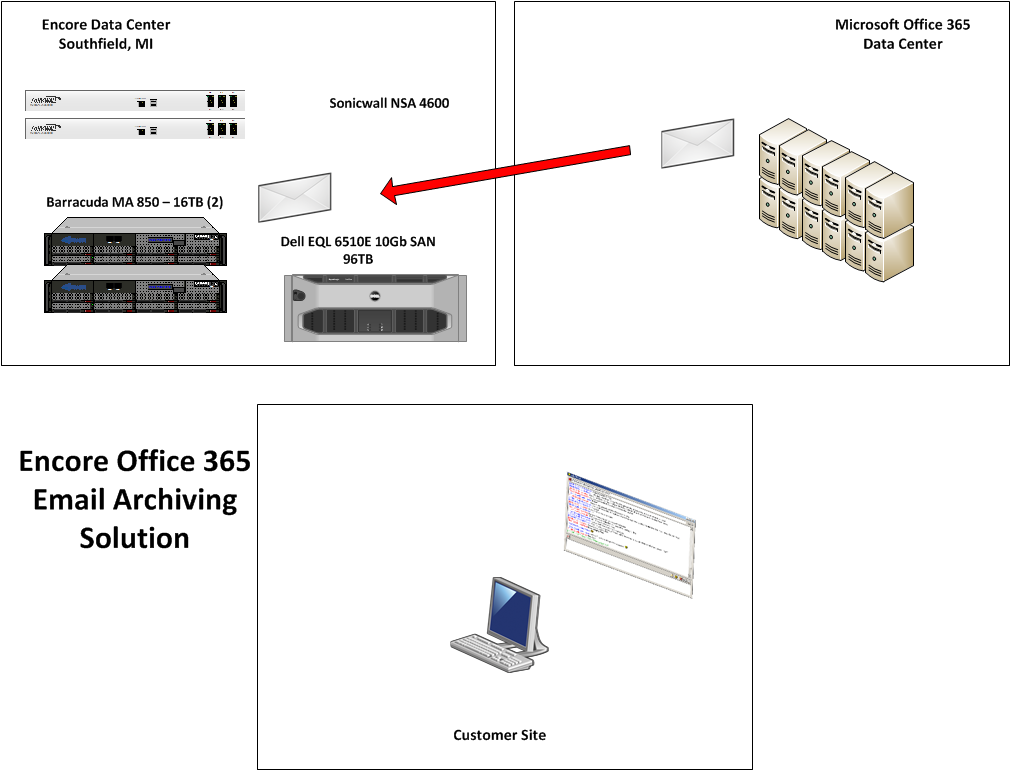 Encore Data Center
Southfield, MI
Microsoft Office 365
Data Center
Sonicwall NSA 4600
Barracuda MA 850 – 16TB (2)
Dell EQL 6510E 10Gb SAN
96TB
Encore Office 365
Email Archiving
Solution
Customer Site